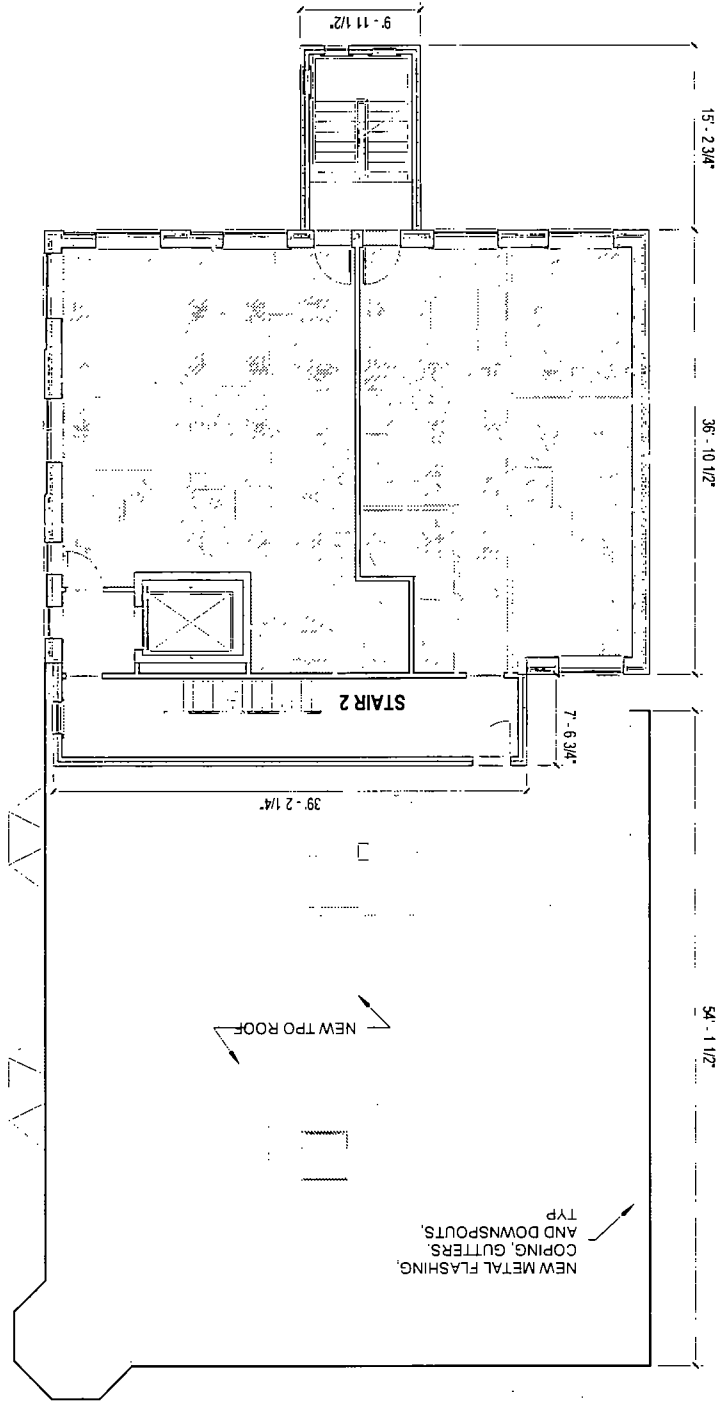 NEW METAL FLASHING,
COPING, GUTTERS,
AND DOWNSPOUTS,
TYP
54' - 1 1/2"
NEW TPO ROOF
39' - 2 1/4"
7' - 6 3/4"
STAIR 2
36' - 10 1/2"
15' - 2 3/4"
9' - 11 1/2"